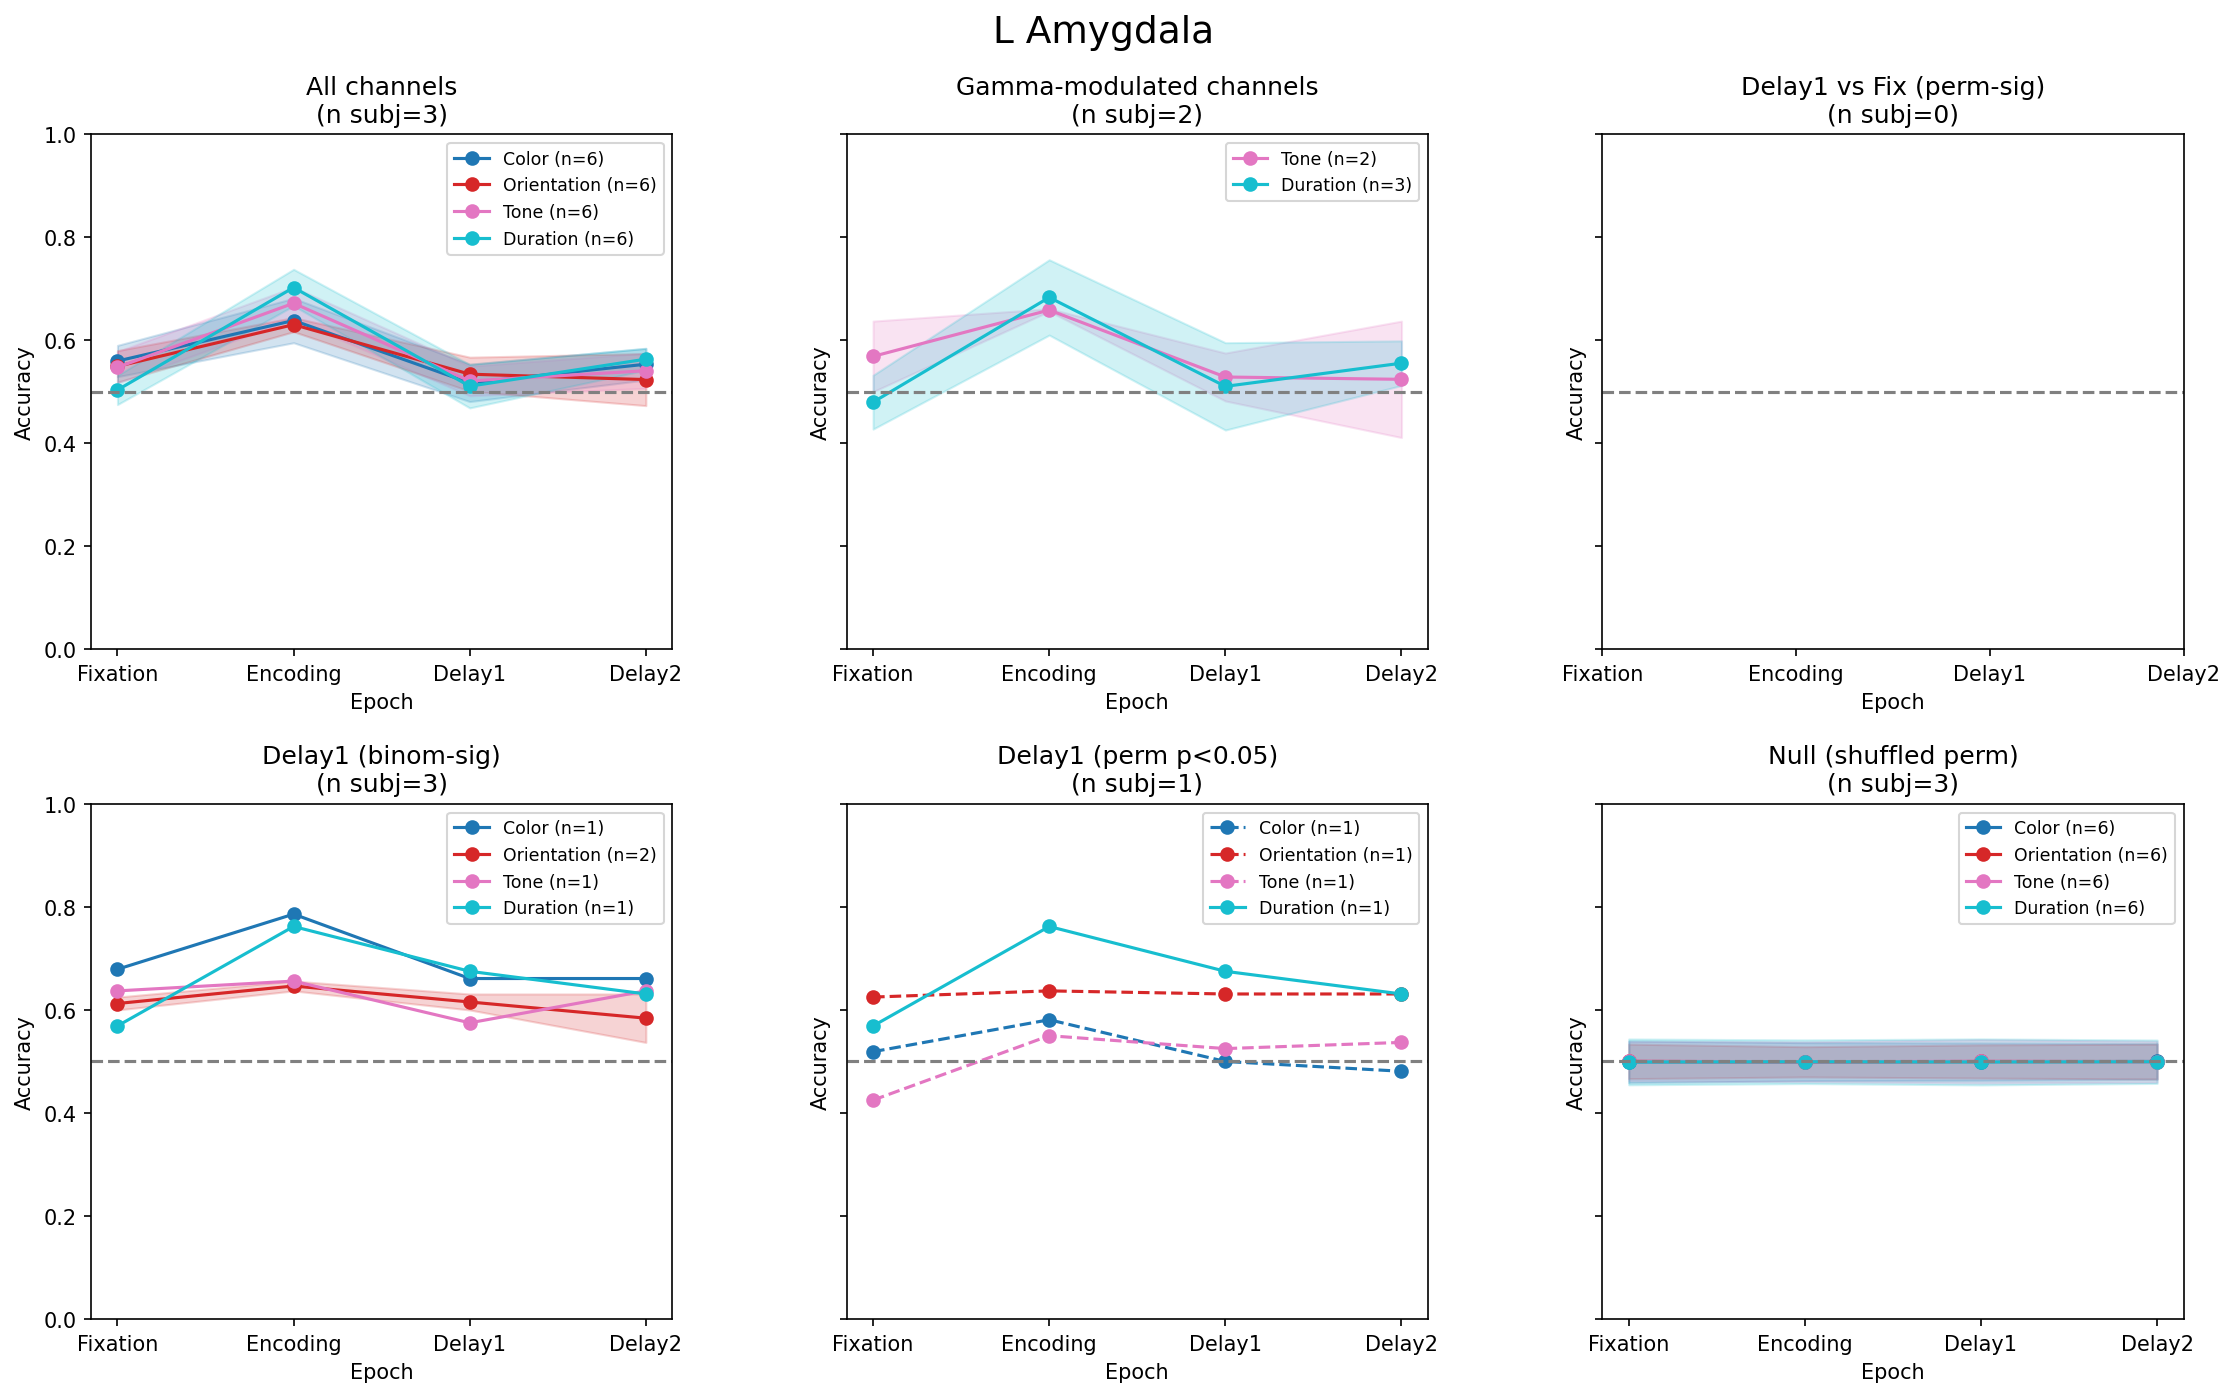 L Amygdala
All channels
(n subj=3)
1.0
0.8
0.6
0.4
0.2
0.0
Accuracy
Color (n=6)
Orientation (n=6)
Tone (n=6)
Duration (n=6)
Fixation Encoding Delay1 Delay2
Epoch
Gamma-modulated channels
(n subj=2)
Accuracy
Tone (n=2)
Duration (n=3)
Fixation Encoding Delay1 Delay2
Epoch
Delay1 vs Fix (perm-sig)
(n subj=0)
Accuracy
Fixation Encoding Delay1 Delay2
Epoch
Delay1 (binom-sig)
(n subj=3)
1.0
0.8
0.6
0.4
0.2
0.0
Accuracy
Color (n=1)
Orientation (n=2)
Tone (n=1)
Duration (n=1)
Fixation Encoding Delay1 Delay2
Epoch
Delay1 (perm p<0.05)
(n subj=1)
Accuracy
Color (n=1)
Orientation (n=1)
Tone (n=1)
Duration (n=1)
Fixation Encoding Delay1 Delay2
Epoch
Null (shuffled perm)
(n subj=3)
Accuracy
Color (n=6)
Orientation (n=6)
Tone (n=6)
Duration (n=6)
Fixation Encoding Delay1 Delay2
Epoch